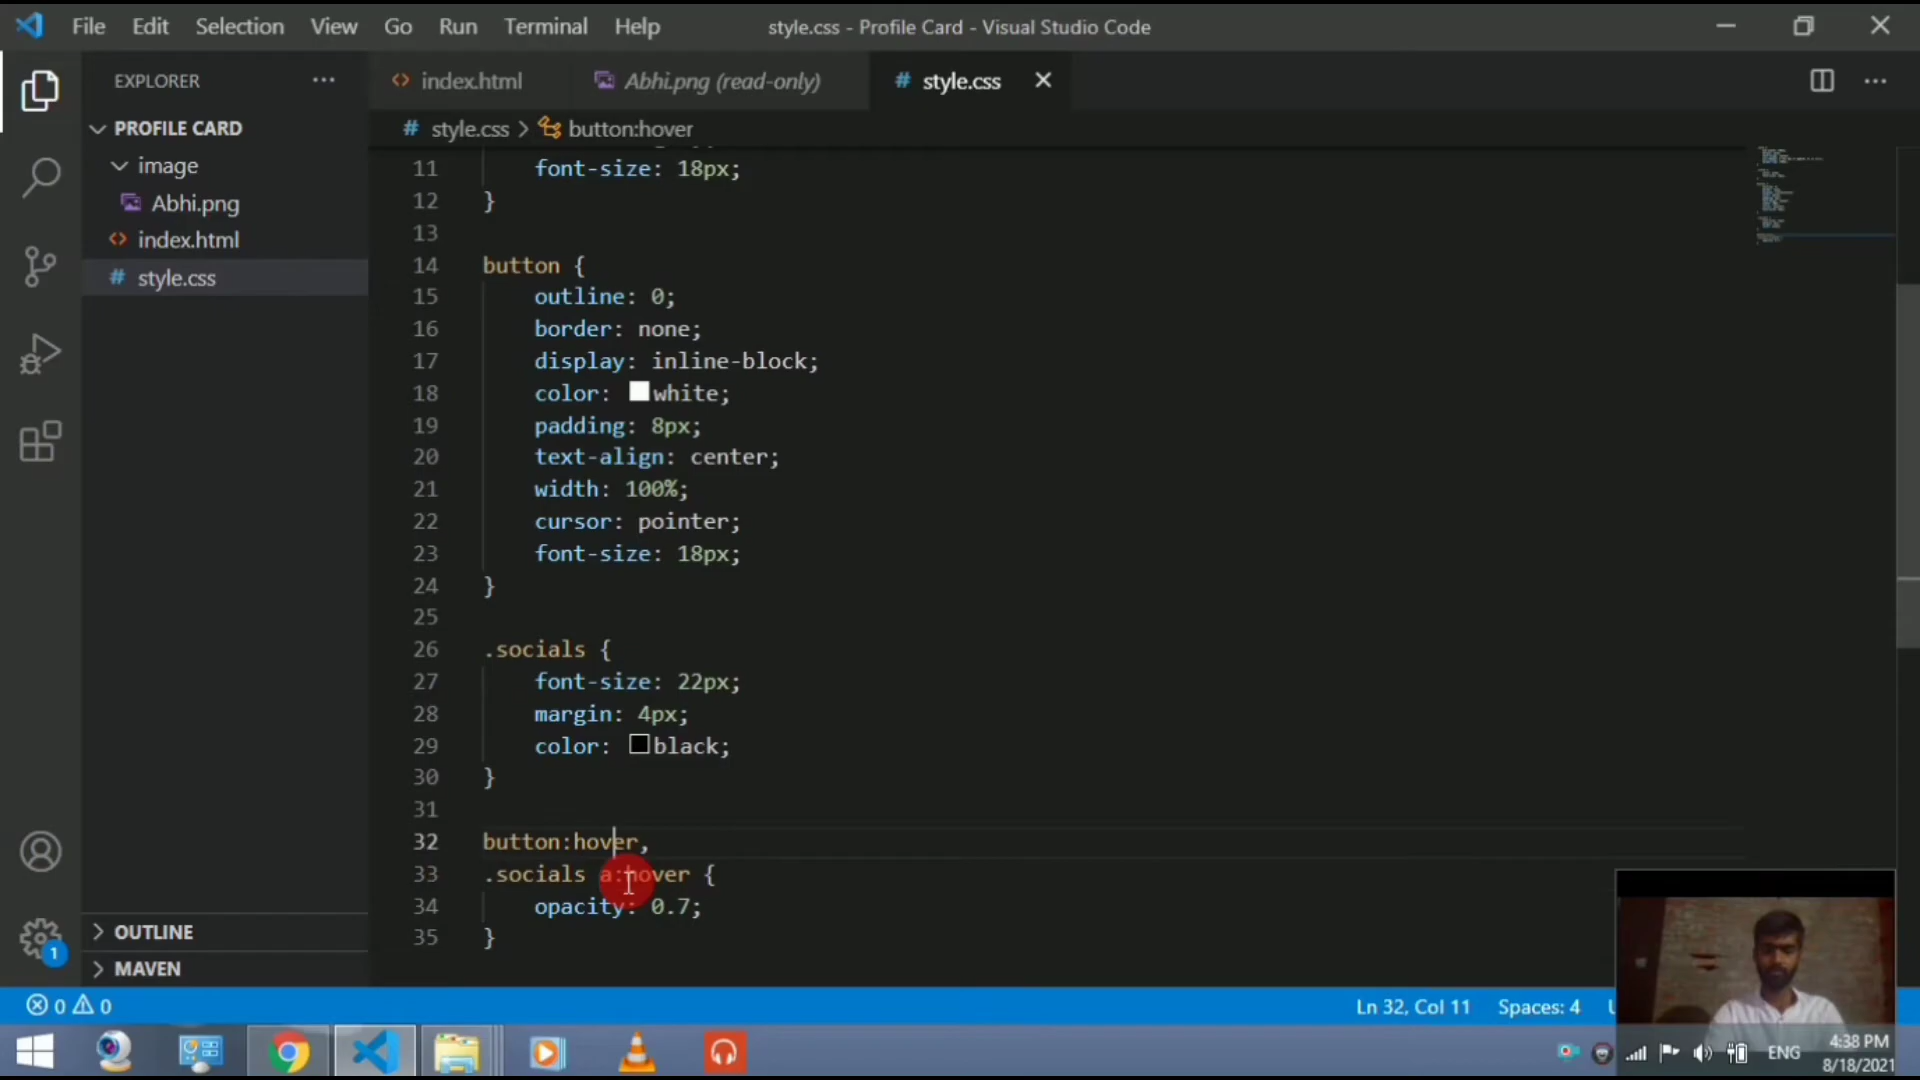 File Edit Selection View Go Run Terminal Help
style.css - Profile Card - Visual Studio Code
EXPLORER
index.html
Abhi.png (read-only)
style.css
PROFILE CARD
image
Abhi.png
index.html
style.css
style.css > button:hover
11 font-size: 18px;
12 }
13
14 button {
15 outline: 0;
16 border: none;
17 display: inline-block;
18 color: white;
19 padding: 8px;
20 text-align: center;
21 width: 100%;
22 cursor: pointer;
23 font-size: 18px;
24 }
25
26 .socials {
27 font-size: 22px;
28 margin: 4px;
29 color: black;
30 }
31
32 button:hover,
33 .socials a:hover {
34 opacity: 0.7;
35 }
OUTLINE
MAVEN
1
0 0
Ln 32, Col 11 Spaces: 4
ENG
4:38 PM
8/18/2021